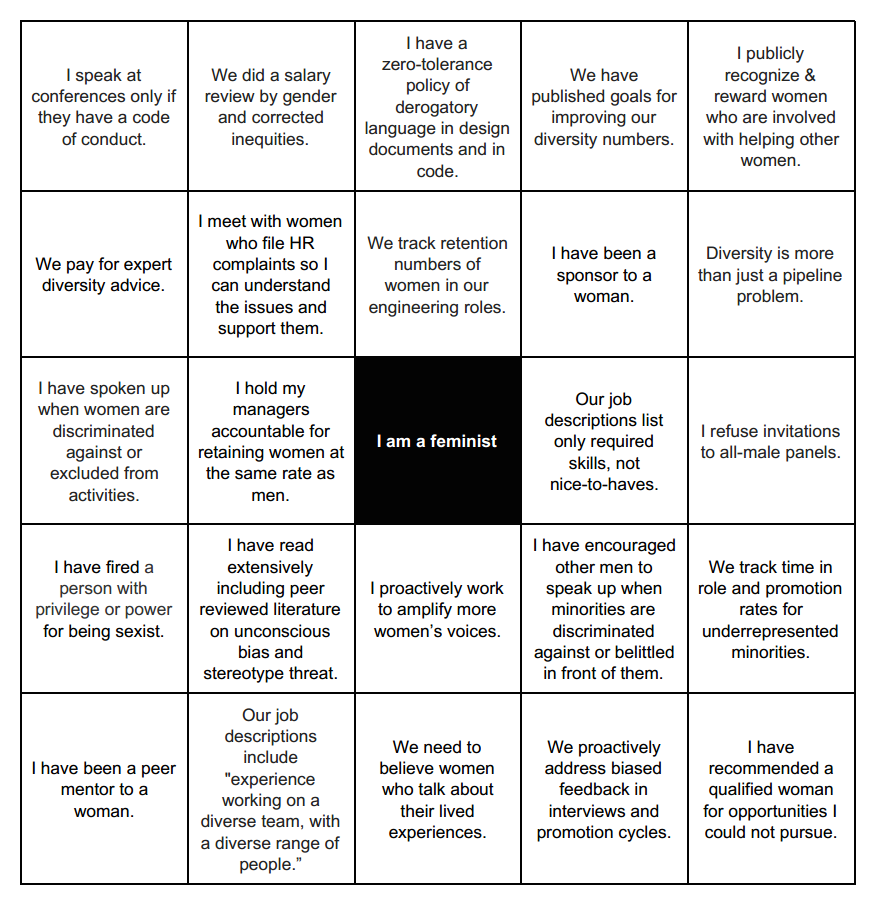 I speak at
conferences only if
they have a code
of conduct.
We did a salary
review by gender
and corrected
inequities.
I have a
zero-tolerance
policy of
derogatory
language in design
documents and in
code.
We have
published goals for
improving our
diversity numbers.
I publicly
recognize &
reward women
who are involved
with helping other
women.
We pay for expert
diversity advice.
I meet with women
who file HR
complaints so I
can understand
the issues and
support them.
We track retention
numbers of
women in our
engineering roles.
I have been a
sponsor to a
woman.
Diversity is more
than just a pipeline
problem.
I have spoken up
when women are
discriminated
against or
excluded from
activities.
I hold my
managers
accountable for
retaining women at
the same rate as
men.
I am a feminist
Our job
descriptions list
only required
skills, not
nice-to-haves.
I refuse invitations
to all-male panels.
I have fired a
person with
privilege or power
for being sexist.
I have read
extensively
including peer
reviewed literature
on unconscious
bias and
stereotype threat.
I proactively work
to amplify more
women’s voices.
I have encouraged
other men to
speak up when
minorities are
discriminated
against or belittled
in front of them.
We track time in
role and promotion
rates for
underrepresented
minorities.
I have been a peer
mentor to a
woman.
Our job
descriptions
include
"experience
working on a
diverse team, with
a diverse range of
people.”
We need to
believe women
who talk about
their lived
experiences.
We proactively
address biased
feedback in
interviews and
promotion cycles.
I have
recommended a
qualified woman
for opportunities I
could not pursue.